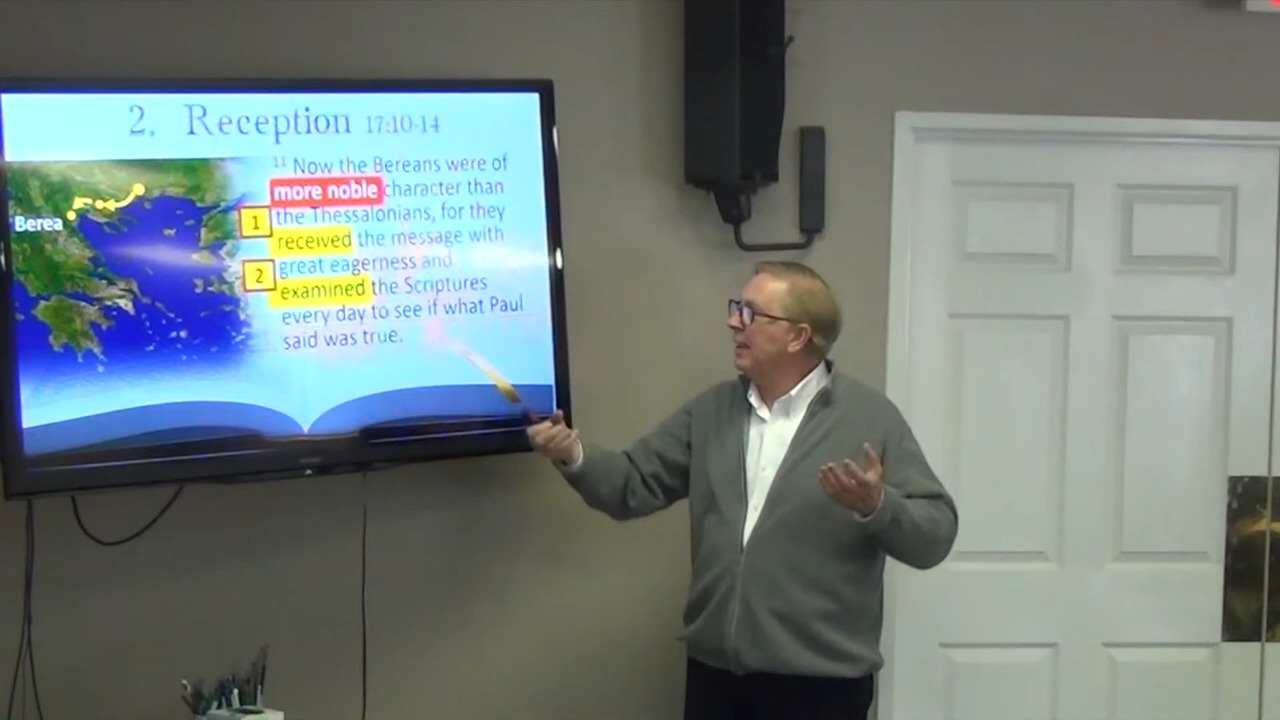 2. Reception 17:10-14
11 Now the Bereans were of
more noble character than
1 the Thessalonians, for they
received the message with
2 great eagerness and
examined the Scriptures
every day to see if what Paul
said was true.
Berea